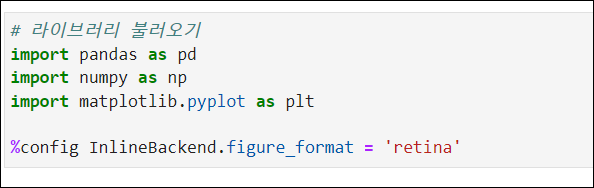 # 라이브러리 불러오기
import pandas as pd
import numpy as np
import matplotlib.pyplot as plt
%config InlineBackend.figure_format = 'retina'